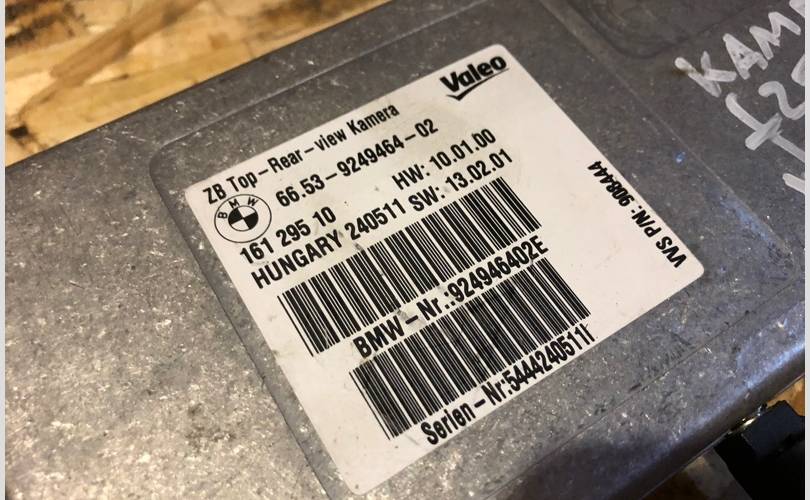 Valeo
ZB Top-Rear-view Kamera
66.53-9249464-02
BMW
161 295 10 HW: 10.01.00
HUNGARY 240511 SW: 13.02.01
BMW-Nr.:924946402E
Serien-Nr:5444240511
VVS P/N: 908444